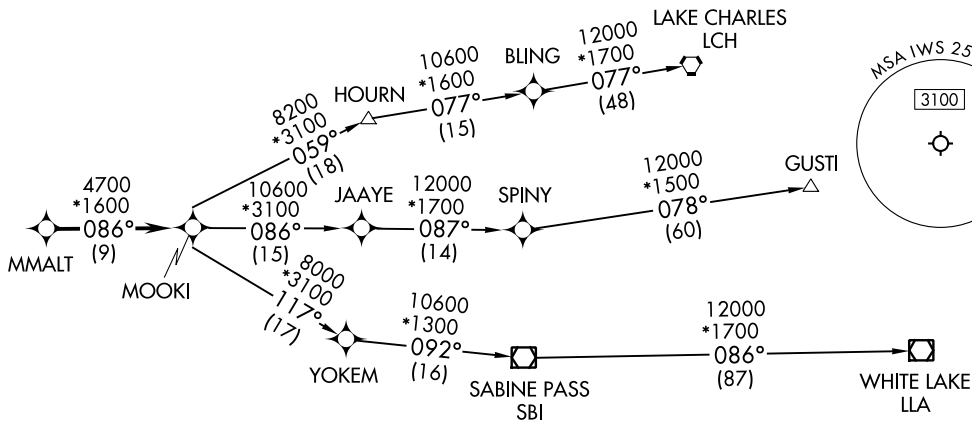 LAKE CHARLES
LCH
12000
*1700
077°
(48)
BLING
10600
*1600
077°
(15)
HOURN
8200
*3100
059°
(18)
MSA IWS 25
3100
4700
*1600
086°
(9)
MMALT
MOOKI
10600
*3100
086°
(15)
JAAYE
12000
*1700
087°
(14)
SPINY
12000
*1500
078°
(60)
GUSTI
8000
*3100
117°
(17)
YOKEM
10600
*1300
092°
(16)
SABINE PASS
SBI
12000
*1700
086°
(87)
WHITE LAKE
LLA